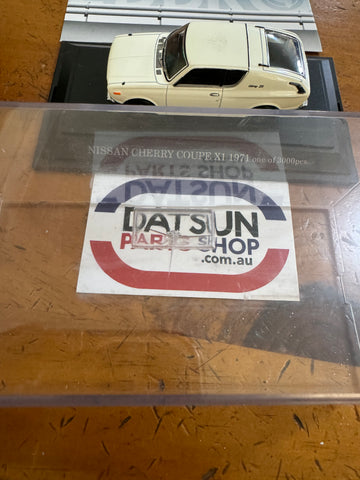 NISSAN CHERRY COUPE X1 1971 one of 3000pcs.
DATSUN
PARTS SHOP
.com.au